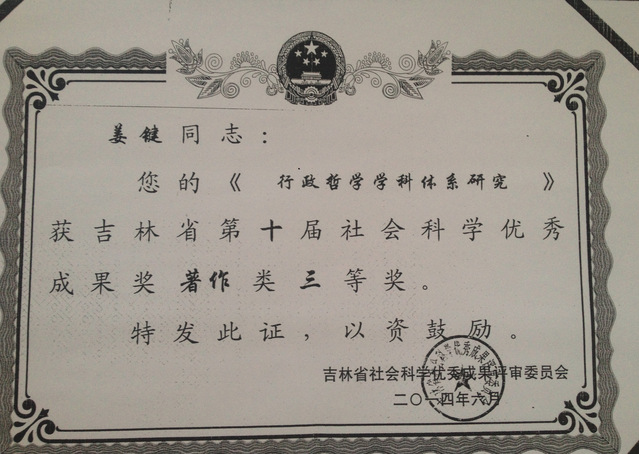 姜键同志：
您的《 行政哲学学科体系研究 》
获吉林省第十届社会科学优秀
成果奖著作类三等奖。
特发此证，以资鼓励。
吉林省社会科学优秀成果评审委员会
二〇一四年六月